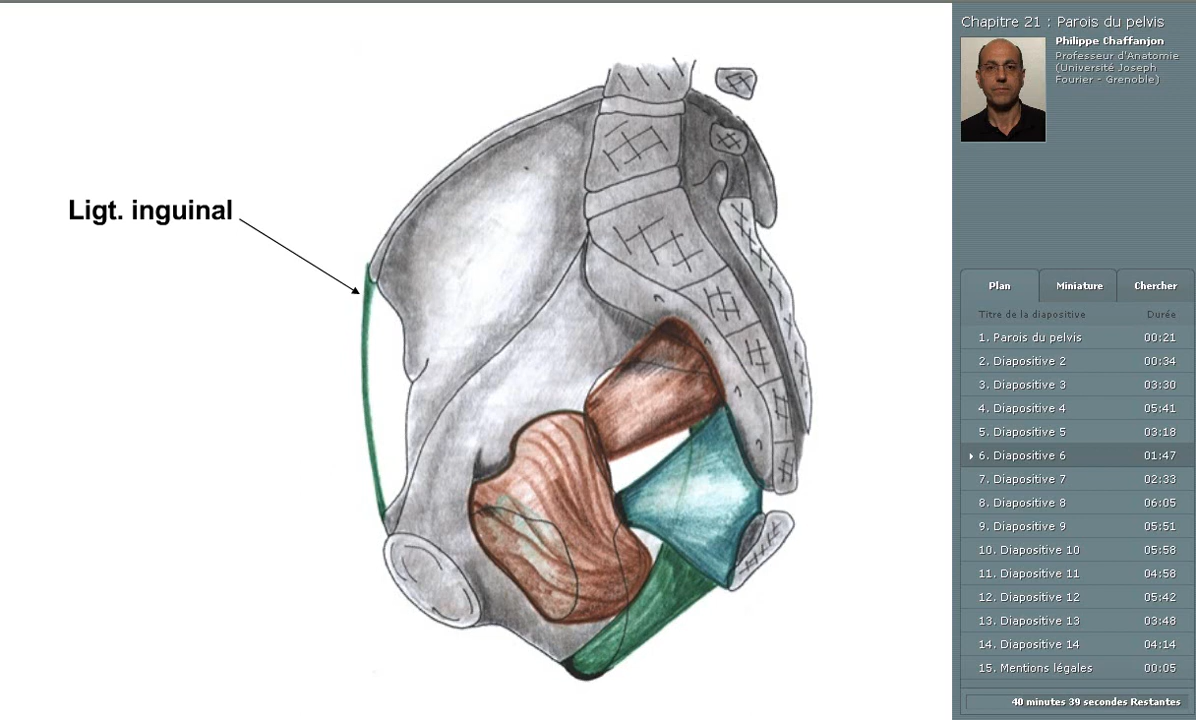 Ligt. inguinal
Chapitre 21 : Parois du pelvis
Philippe Chaffanjon
Professeur d'Anatomie
(Université Joseph
Fourier - Grenoble)
Plan Miniature Chercher
Titre de la diapositive Durée
1. Parois du pelvis 00:21
2. Diapositive 2 00:34
3. Diapositive 3 03:30
4. Diapositive 4 05:41
5. Diapositive 5 03:18
6. Diapositive 6 01:47
7. Diapositive 7 02:33
8. Diapositive 8 06:05
9. Diapositive 9 05:51
10. Diapositive 10 05:58
11. Diapositive 11 04:58
12. Diapositive 12 05:42
13. Diapositive 13 03:48
14. Diapositive 14 04:14
15. Mentions légales 00:05
40 minutes 39 secondes Restantes